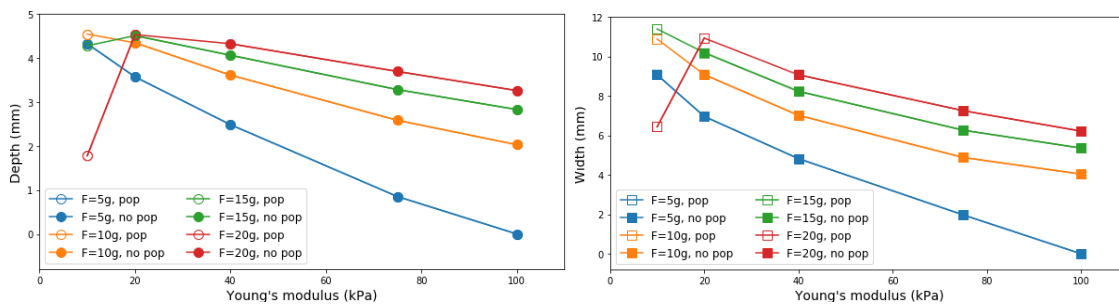 5
4
3
2
1
0
Depth (mm)
F=5g, pop
F=5g, no pop
F=10g, pop
F=10g, no pop
F=15g, pop
F=15g, no pop
F=20g, pop
F=20g, no pop
0 20 40 60 80 100
Young's modulus (kPa)
12
10
8
6
4
2
0
Width (mm)
F=5g, pop
F=5g, no pop
F=10g, pop
F=10g, no pop
F=15g, pop
F=15g, no pop
F=20g, pop
F=20g, no pop
0 20 40 60 80 100
Young's modulus (kPa)